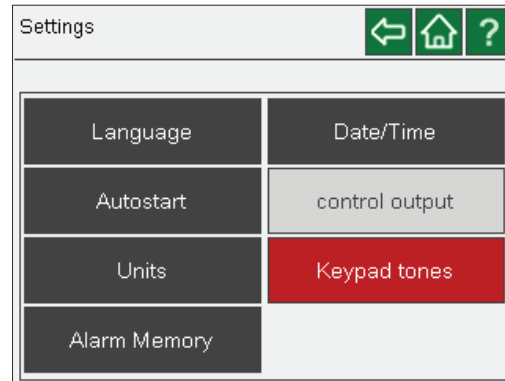 Settings ?
Language Date/Time
Autostart control output
Units Keypad tones
Alarm Memory